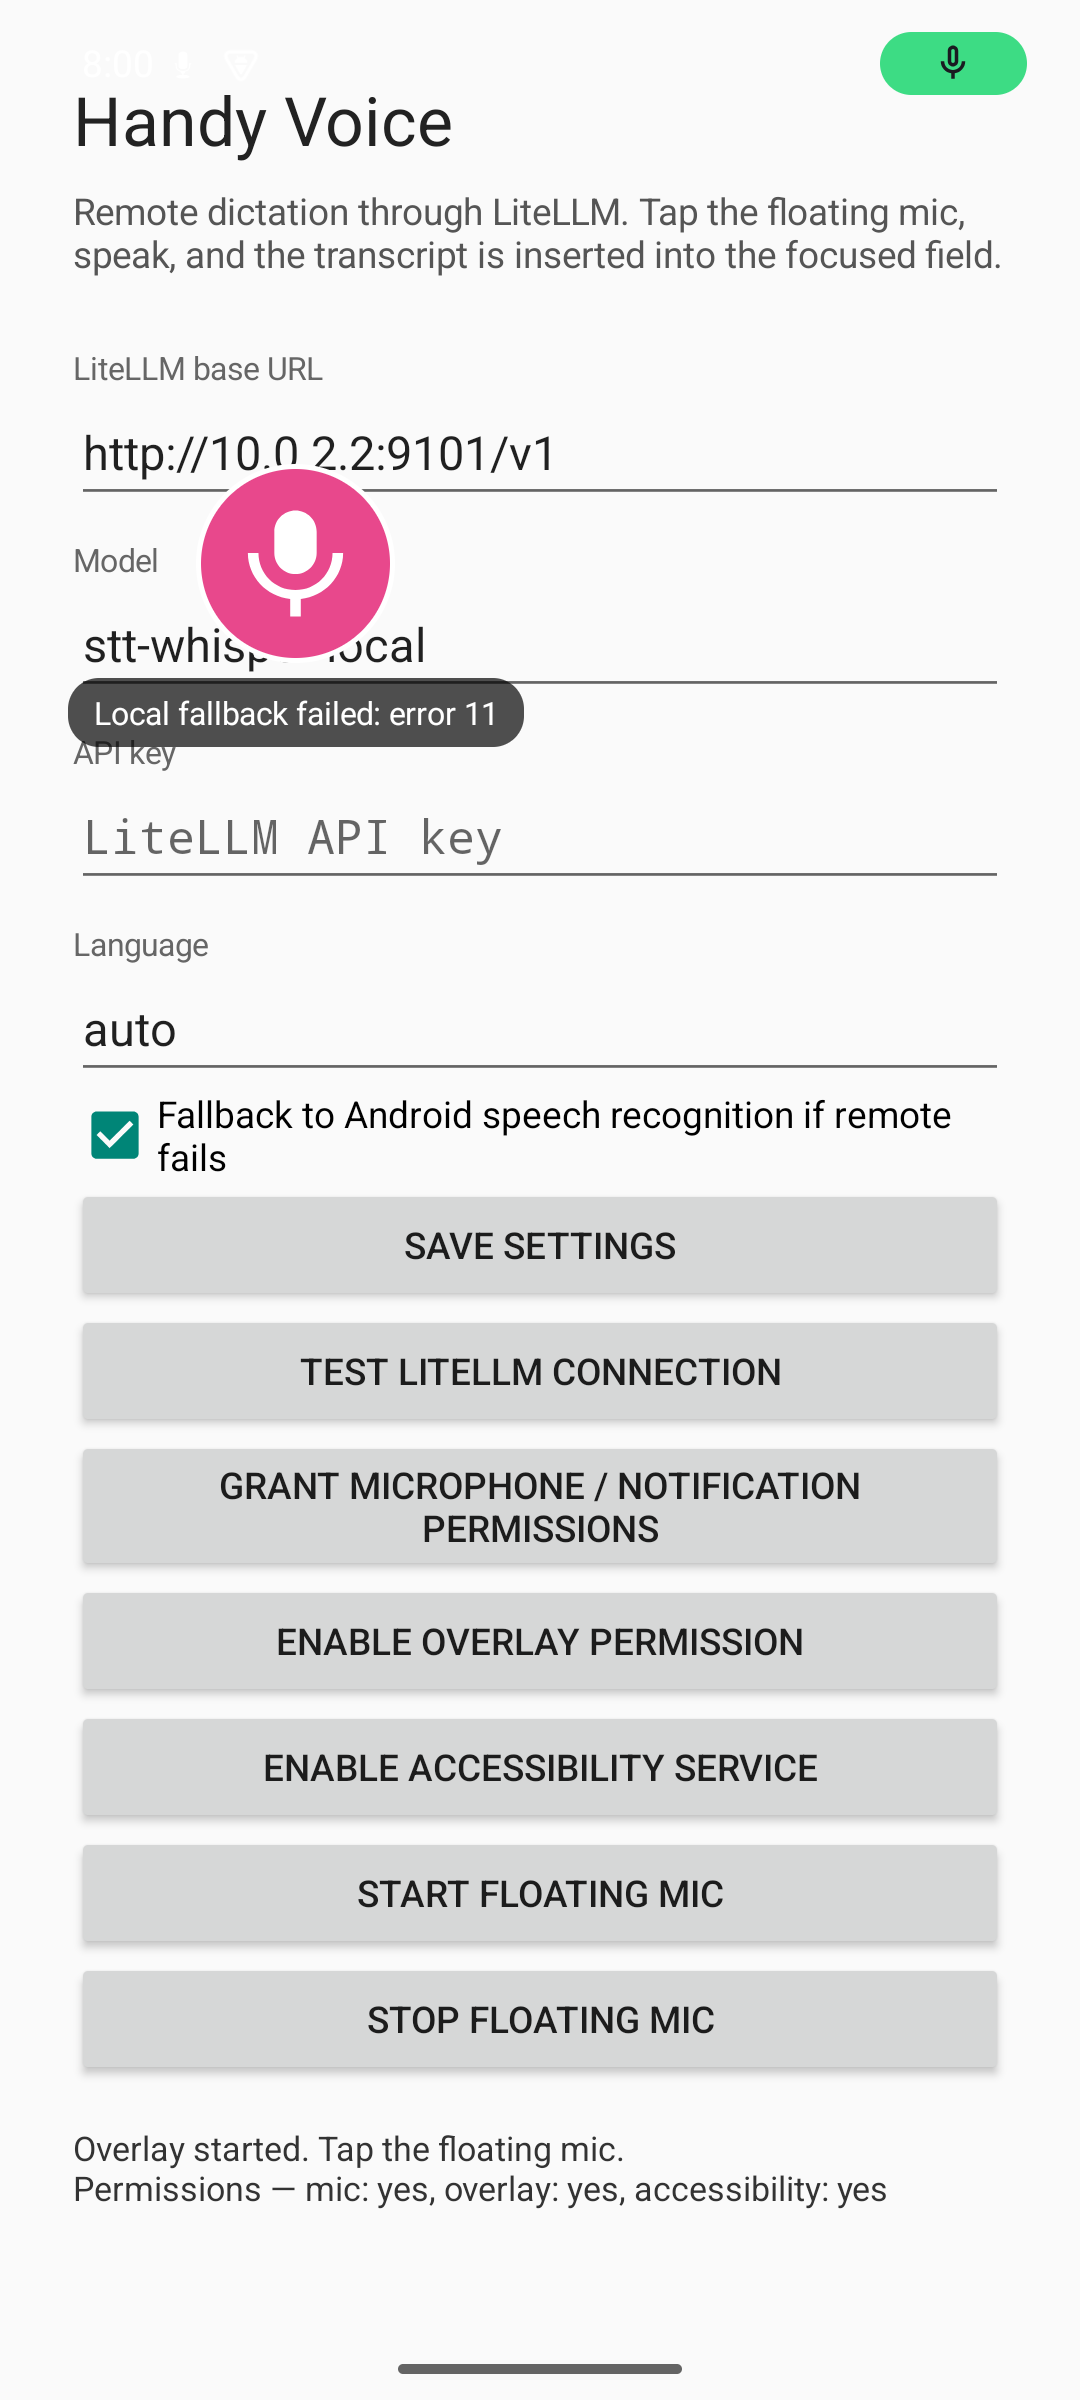 8:00
Handy Voice
Remote dictation through LiteLLM. Tap the floating mic,
speak, and the transcript is inserted into the focused field.
LiteLLM base URL
http://10.0.2.2:9101/v1
Model
Local fallback failed: error 11
API key
LiteLLM API key
Language
auto
Fallback to Android speech recognition if remote
fails
SAVE SETTINGS
TEST LITELLM CONNECTION
GRANT MICROPHONE / NOTIFICATION
PERMISSIONS
ENABLE OVERLAY PERMISSION
ENABLE ACCESSIBILITY SERVICE
START FLOATING MIC
STOP FLOATING MIC
Overlay started. Tap the floating mic.
Permissions — mic: yes, overlay: yes, accessibility: yes